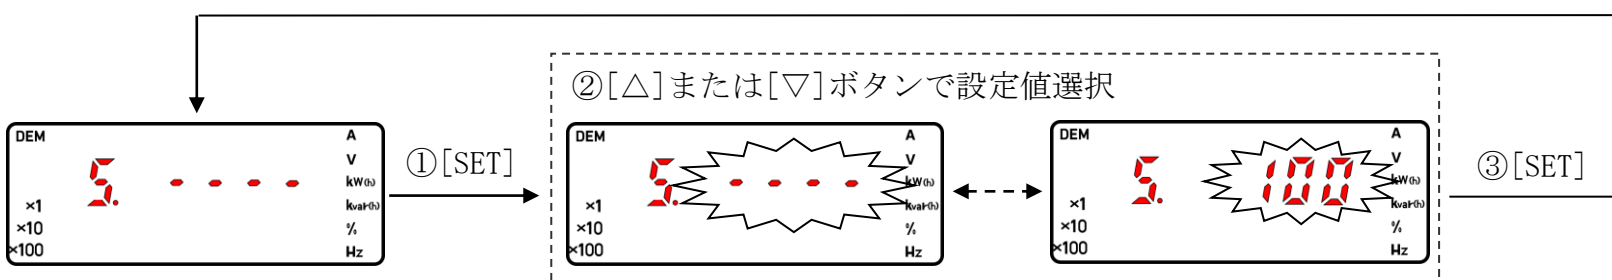 ②[△]または[▽]ボタンで設定値選択
DEM
A
V
5. - - - -
kW(h)
×1
kvar(h)
×10
%
×100
Hz
①[SET]
DEM
A
V
5. - - - -
kW(h)
×1
kvar(h)
×10
%
×100
Hz
DEM
A
V
5. 100
kW(h)
×1
kvar(h)
×10
%
×100
Hz
③[SET]